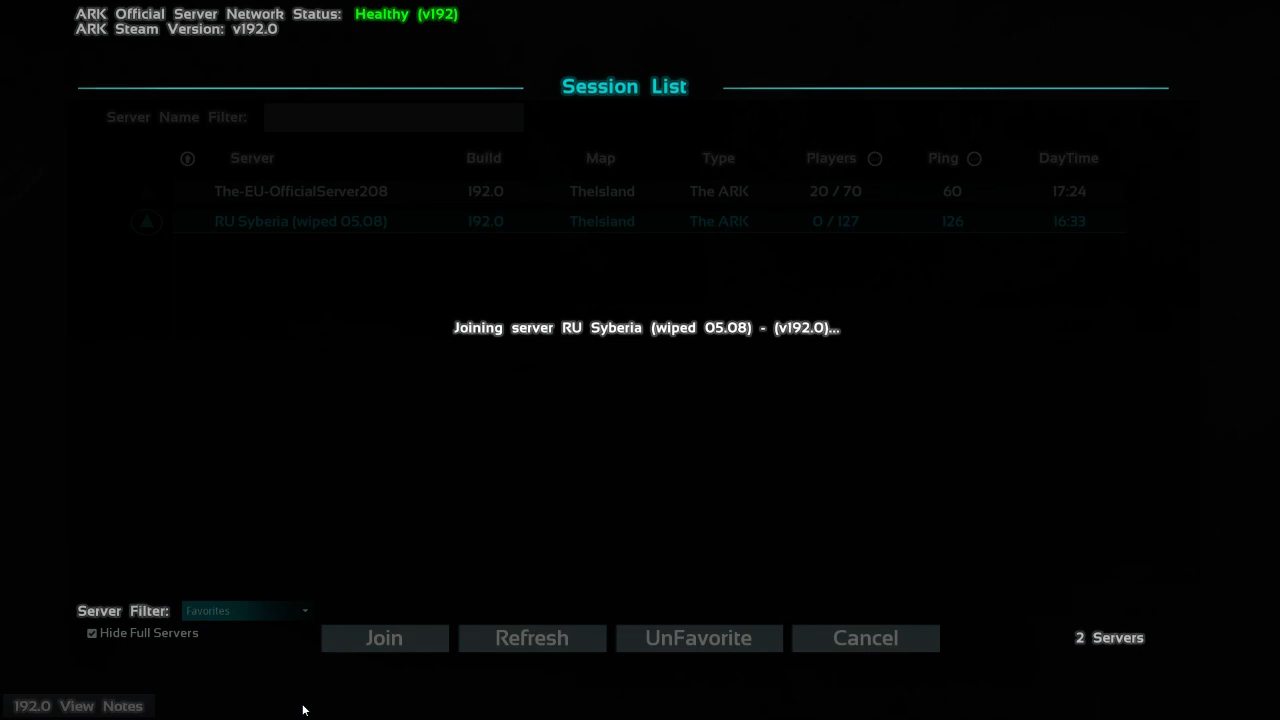 ARK Official Server Network Status: Healthy (v192)
ARK Steam Version: v192.0
Session List
Server Name Filter:
Server Build Map Type Players Ping DayTime
The-EU-OfficialServer208 192.0 TheIsland The ARK 20 / 70 60 17:24
RU Syberia (wiped 05.08) 192.0 TheIsland The ARK 0 / 127 126 16:33
Joining server RU Syberia (wiped 05.08) - (v192.0)...
Server Filter: Favorites
Hide Full Servers
Join Refresh UnFavorite Cancel 2 Servers
192.0 View Notes